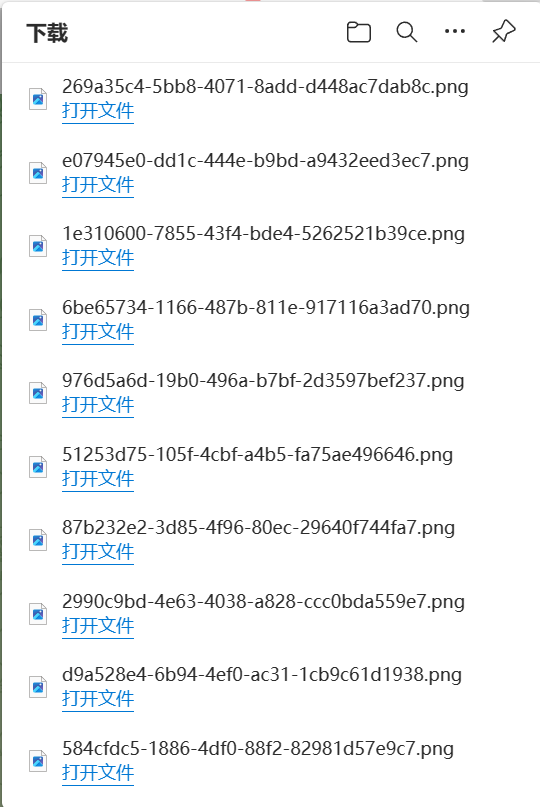 下载
269a35c4-5bb8-4071-8add-d448ac7dab8c.png
打开文件
e07945e0-dd1c-444e-b9bd-a9432eed3ec7.png
打开文件
1e310600-7855-43f4-bde4-5262521b39ce.png
打开文件
6be65734-1166-487b-811e-917116a3ad70.png
打开文件
976d5a6d-19b0-496a-b7bf-2d3597bef237.png
打开文件
51253d75-105f-4cbf-a4b5-fa75ae496646.png
打开文件
87b232e2-3d85-4f96-80ec-29640f744fa7.png
打开文件
2990c9bd-4e63-4038-a828-ccc0bda559e7.png
打开文件
d9a528e4-6b94-4ef0-ac31-1cb9c61d1938.png
打开文件
584cfdc5-1886-4df0-88f2-82981d57e9c7.png
打开文件